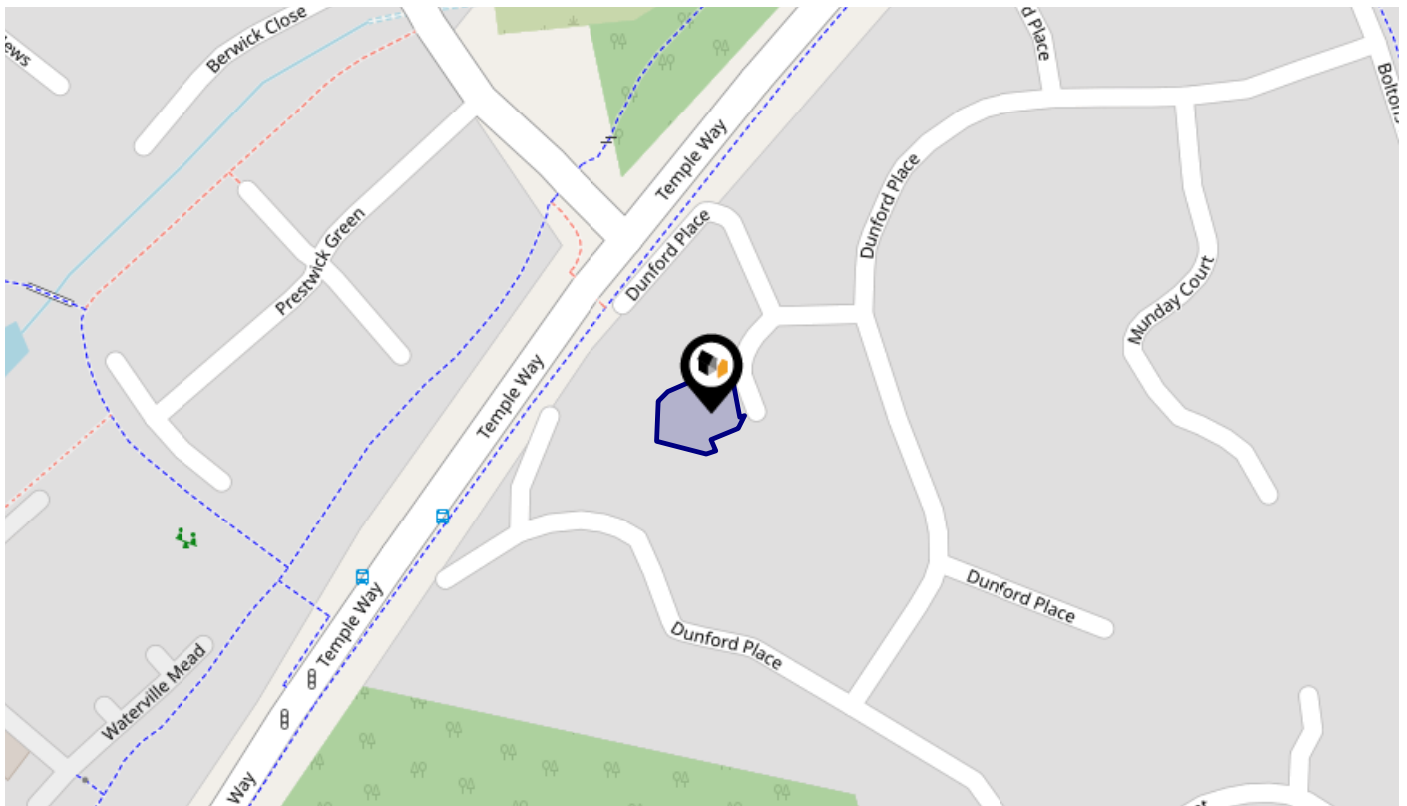 ews
Berwick Close
d Place
Boltons
Temple Way
Dunford Place
Prestwick Green
Dunford Place
Munday Court
Temple Way
Dunford Place
Dunford Place
Temple Way
Waterville Mead
Way